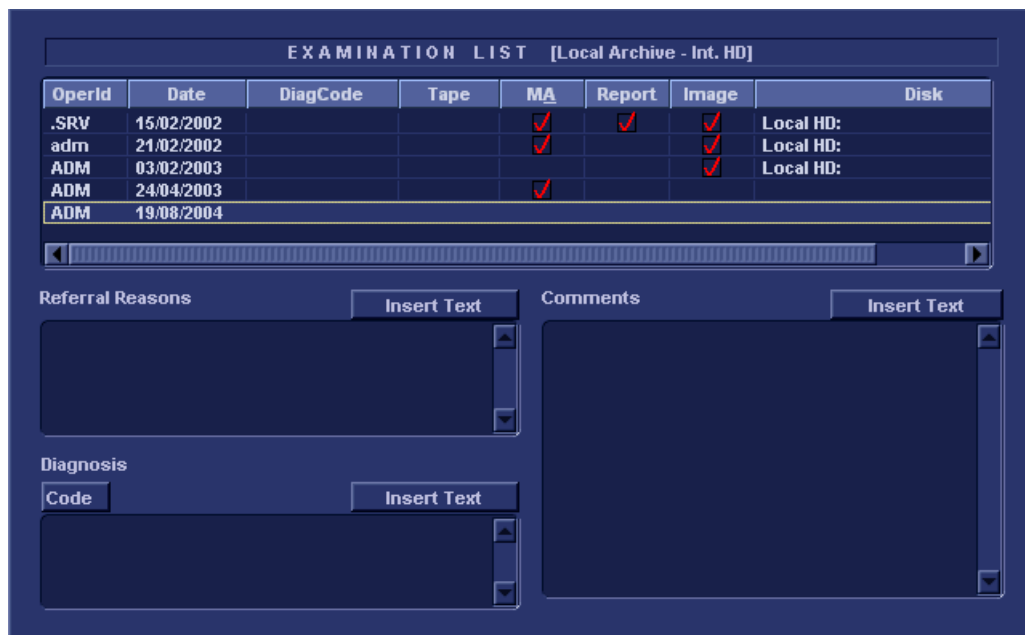 EXAMINATION LIST [Local Archive - Int. HD]
OperId Date DiagCode Tape MA Report Image Disk
.SRV 15/02/2002 Local HD:
adm 21/02/2002 Local HD:
ADM 03/02/2003 Local HD:
ADM 24/04/2003
ADM 19/08/2004
Referral Reasons Insert Text Comments Insert Text
Diagnosis
Code Insert Text